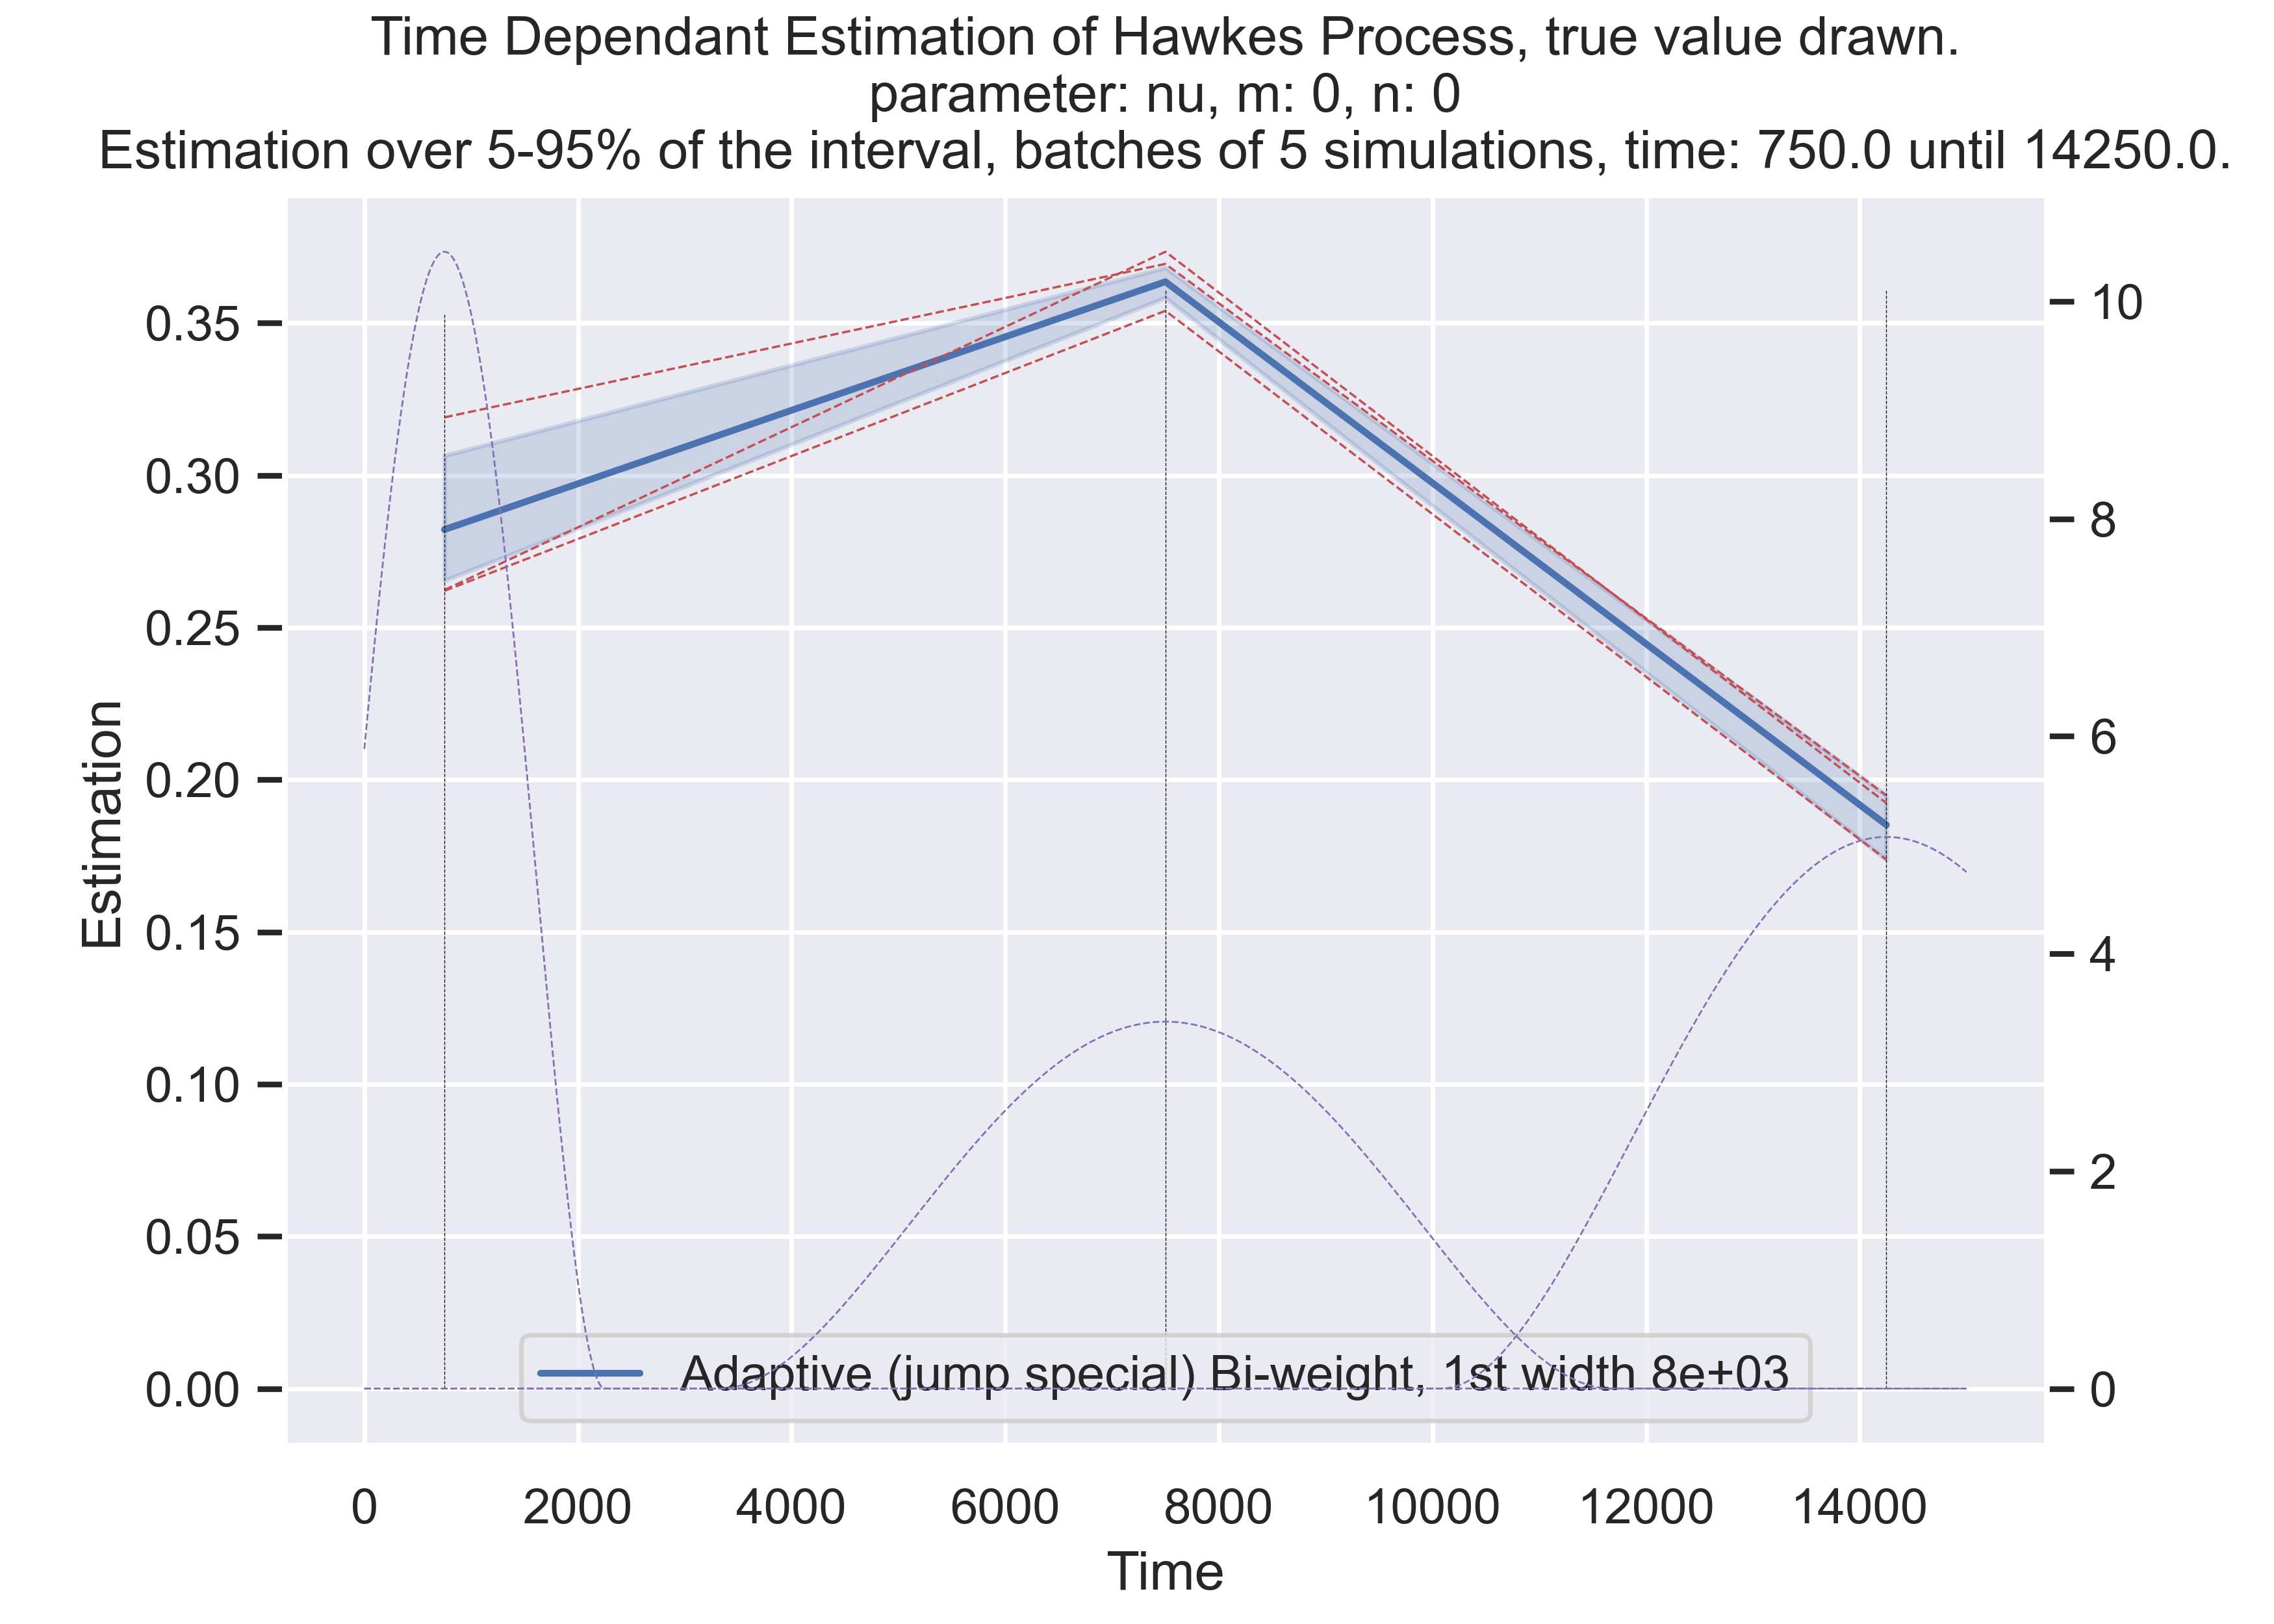 Time Dependant Estimation of Hawkes Process, true value drawn.
parameter: nu, m: 0, n: 0
Estimation over 5-95% of the interval, batches of 5 simulations, time: 750.0 until 14250.0.
0.35
0.30
0.25
0.20
0.15
0.10
0.05
0.00
Estimation
10
8
6
4
2
0
Adaptive (jump special) Bi-weight, 1st width 8e+03
0 2000 4000 6000 8000 10000 12000 14000
Time